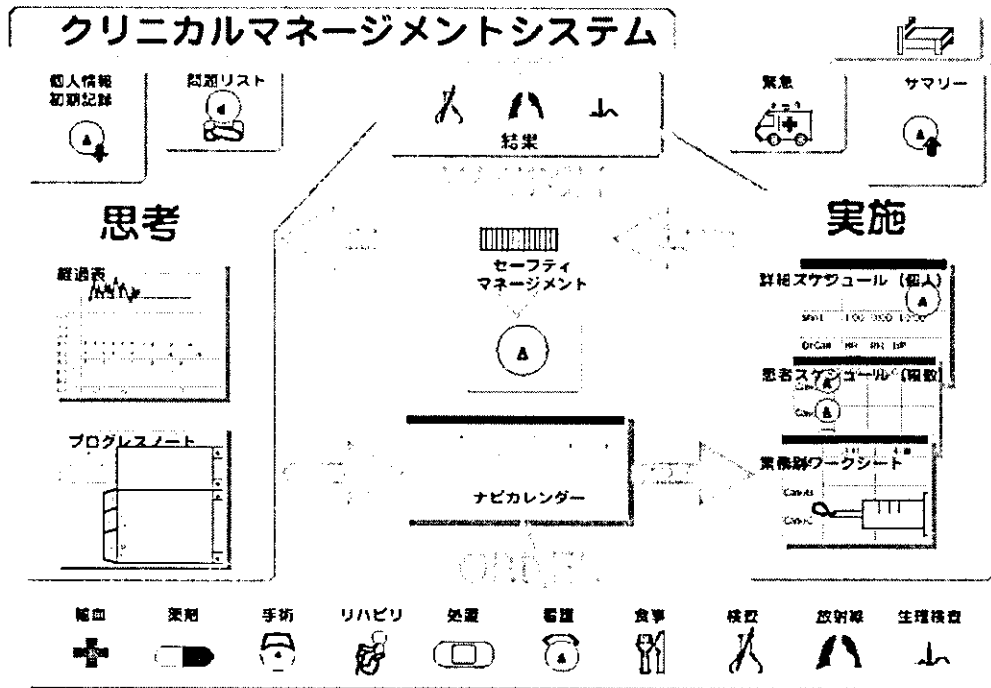 クリニカルマネージメントシステム
個人情報
初期記録
問題リスト
結果
緊急
サマリー
思考
実施
セーフティ
マネージメント
経過表
詳細スケジュール (個人)
患者スケジュール (複数)
プログレスノート
業務別ワークシート
ナビカレンダー
ORDER
輸血
薬剤
手術
リハビリ
処置
看護
食事
検査
放射線
生理検査